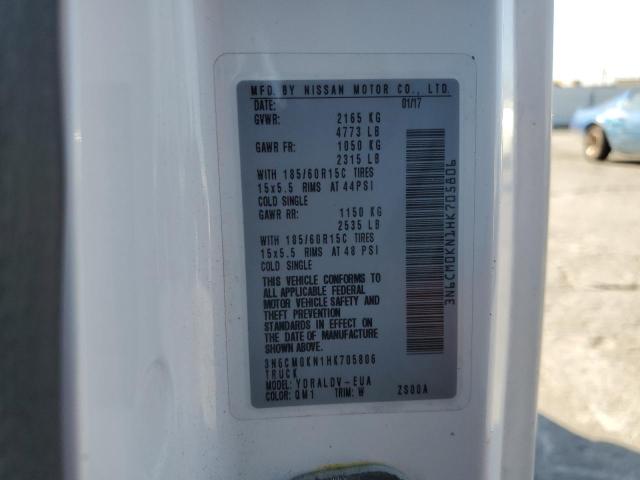 MFD BY NISSAN MOTOR CO., LTD.
DATE: 01/17
GVWR: 2165 KG
4773 LB
GAWR FR: 1050 KG
2315 LB
WITH 185/60R15C TIRES
15x5.5 RIMS AT 44PSI
COLD SINGLE
GAWR RR: 1150 KG
2535 LB
WITH 185/60R15C TIRES
15x5.5 RIMS AT 48 PSI
COLD SINGLE
THIS VEHICLE CONFORMS TO
ALL APPLICABLE FEDERAL
MOTOR VEHICLE SAFETY AND
THEFT PREVENTION
STANDARDS IN EFFECT ON
THE DATE OF MANUFACTURE
SHOWN ABOVE.
3N6CM0KN1HK705806
TRUCK
MODEL: YDRALDV-EUA
COLOR: QM1 TRIM: W ZS00A
3N6CM0KN1HK705806